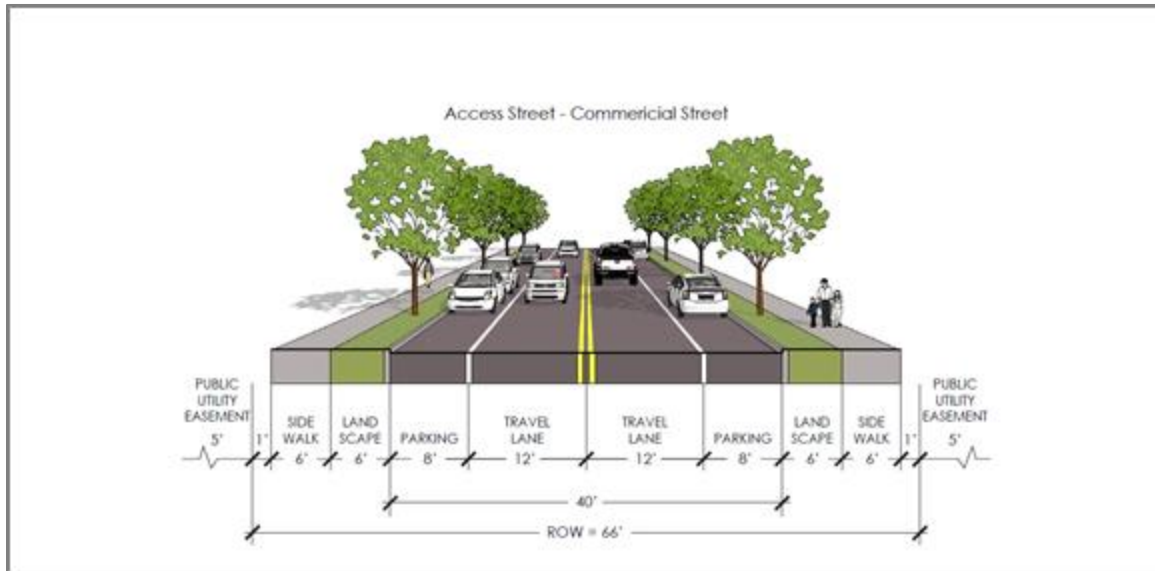 Access Street - Commericial Street
PUBLIC
UTILITY
EASEMENT
5'
1'
SIDE
WALK
6'
LAND
SCAPE
6'
PARKING
8'
TRAVEL
LANE
12'
TRAVEL
LANE
12'
PARKING
8'
LAND
SCAPE
6'
SIDE
WALK
6'
1'
PUBLIC
UTILITY
EASEMENT
5'
40'
ROW = 66'